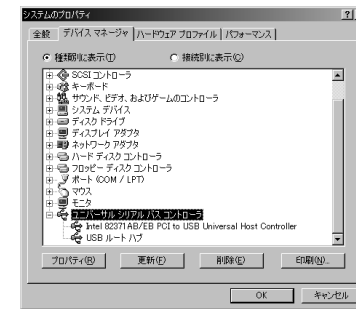 システムのプロパティ
全般 デバイス マネージャ ハードウェア プロファイル パフォーマンス
種類別に表示(T) 接続別に表示(C)
SCSI コントローラ
キーボード
サウンド、ビデオ、およびゲームのコントローラ
システム デバイス
ディスク ドライブ
ディスプレイ アダプタ
ネットワーク アダプタ
ハード ディスク コントローラ
フロッピー ディスク コントローラ
ポート (COM / LPT)
マウス
モニタ
ユニバーサル シリアル バス コントローラ
Intel 82371AB/EB PCI to USB Universal Host Controller
USB ルート ハブ
プロパティ(R) 更新(F) 削除(E) 印刷(N)...
OK キャンセル